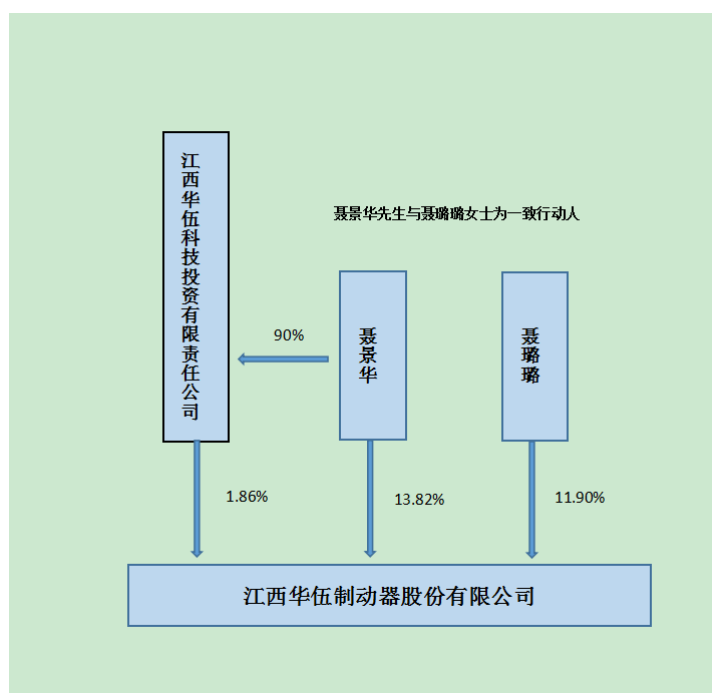 江西华伍科技投资有限责任公司
聂景华先生与聂璐璐女士为一致行动人
90%
聂景华
聂璐璐
1.86%
13.82%
11.90%
江西华伍制动器股份有限公司